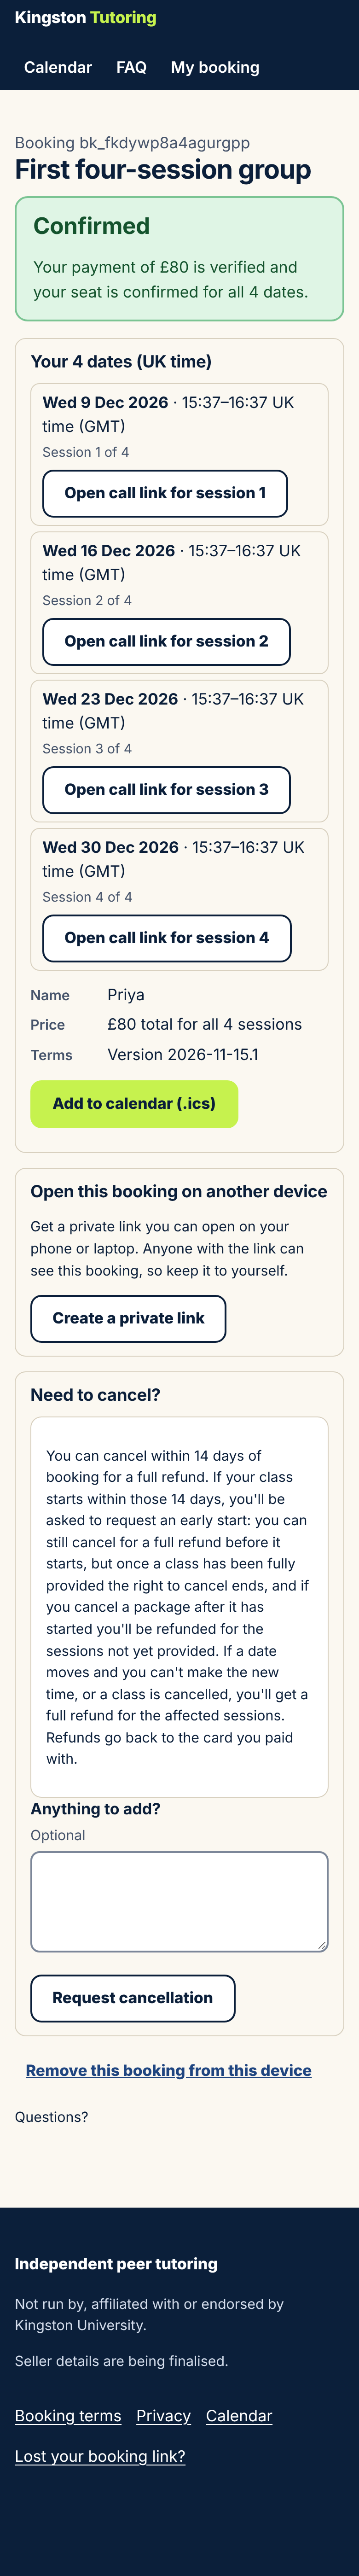 Kingston Tutoring
Calendar FAQ My booking
Booking bk_fkdywp8a4agurgpp
First four-session group
Confirmed
Your payment of £80 is verified and
your seat is confirmed for all 4 dates.
Your 4 dates (UK time)
Wed 9 Dec 2026 · 15:37–16:37 UK
time (GMT)
Session 1 of 4
Open call link for session 1
Wed 16 Dec 2026 · 15:37–16:37 UK
time (GMT)
Session 2 of 4
Open call link for session 2
Wed 23 Dec 2026 · 15:37–16:37 UK
time (GMT)
Session 3 of 4
Open call link for session 3
Wed 30 Dec 2026 · 15:37–16:37 UK
time (GMT)
Session 4 of 4
Open call link for session 4
Name Priya
Price £80 total for all 4 sessions
Terms Version 2026-11-15.1
Add to calendar (.ics)
Open this booking on another device
Get a private link you can open on your
phone or laptop. Anyone with the link can
see this booking, so keep it to yourself.
Create a private link
Need to cancel?
You can cancel within 14 days of
booking for a full refund. If your class
starts within those 14 days, you'll be
asked to request an early start: you can
still cancel for a full refund before it
starts, but once a class has been fully
provided the right to cancel ends, and if
you cancel a package after it has
started you'll be refunded for the
sessions not yet provided. If a date
moves and you can't make the new
time, or a class is cancelled, you'll get a
full refund for the affected sessions.
Refunds go back to the card you paid
with.
Anything to add?
Optional
Request cancellation
Remove this booking from this device
Questions?
Independent peer tutoring
Not run by, affiliated with or endorsed by
Kingston University.
Seller details are being finalised.
Booking terms Privacy Calendar
Lost your booking link?